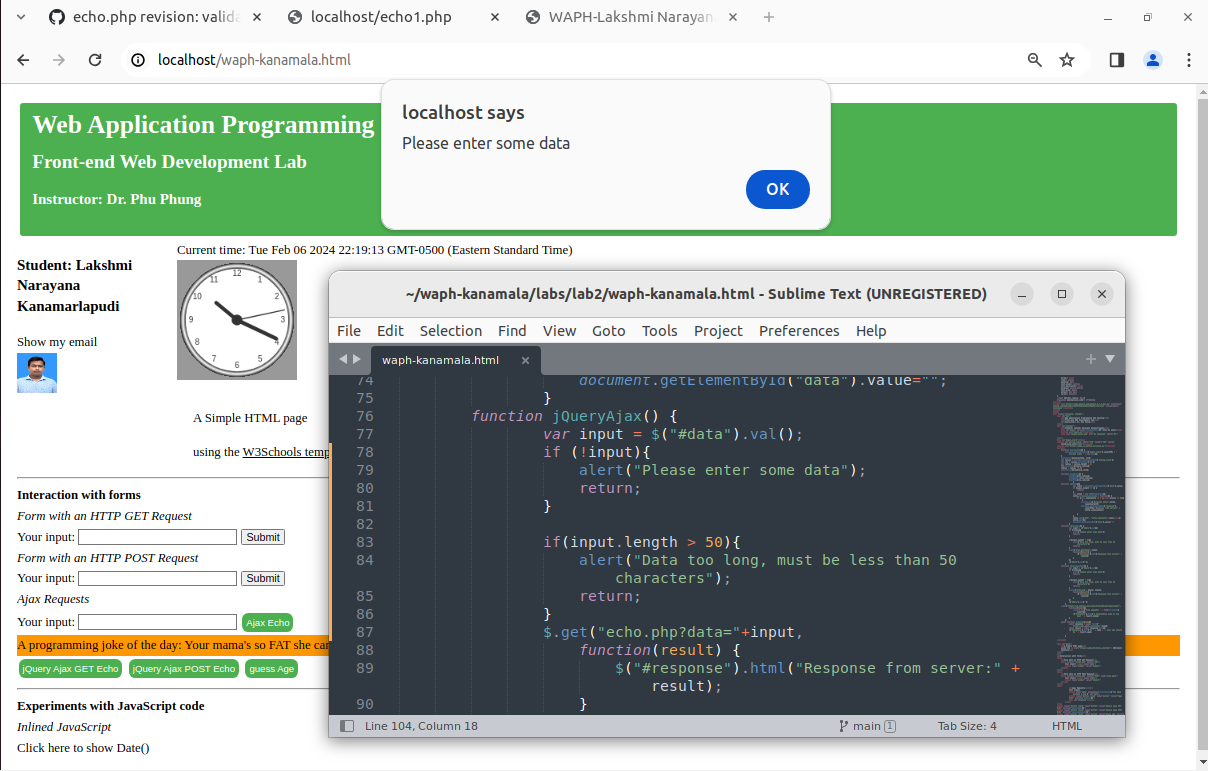 echo.php revision: valida
localhost/echo1.php
WAPH-Lakshmi Narayan
localhost/waph-kanamala.html
localhost says
Please enter some data
OK
Web Application Programming
Front-end Web Development Lab
Instructor: Dr. Phu Phung
Current time: Tue Feb 06 2024 22:19:13 GMT-0500 (Eastern Standard Time)
Student: Lakshmi
Narayana
Kanamarlapudi
Show my email
12
1
2
3
4
5
6
7
8
9
10
11
A Simple HTML page
using the W3Schools temp
Interaction with forms
Form with an HTTP GET Request
Your input: Submit
Form with an HTTP POST Request
Your input: Submit
Ajax Requests
Your input: Ajax Echo
A programming joke of the day: Your mama's so FAT she can
jQuery Ajax GET Echo jQuery Ajax POST Echo guess Age
Experiments with JavaScript code
Inlined JavaScript
Click here to show Date()
~/waph-kanamala/labs/lab2/waph-kanamala.html - Sublime Text (UNREGISTERED)
File Edit Selection Find View Goto Tools Project Preferences Help
waph-kanamala.html
74 document.getElementById("data").value="";
75 }
76 function jQueryAjax() {
77 var input = $("#data").val();
78 if (!input){
79 alert("Please enter some data");
80 return;
81 }
82
83 if(input.length > 50){
84 alert("Data too long, must be less than 50
characters");
85 return;
86 }
87 $.get("echo.php?data="+input,
88 function(result) {
89 $("#response").html("Response from server:" +
result);
90 }
Line 104, Column 18
main 1
Tab Size: 4
HTML